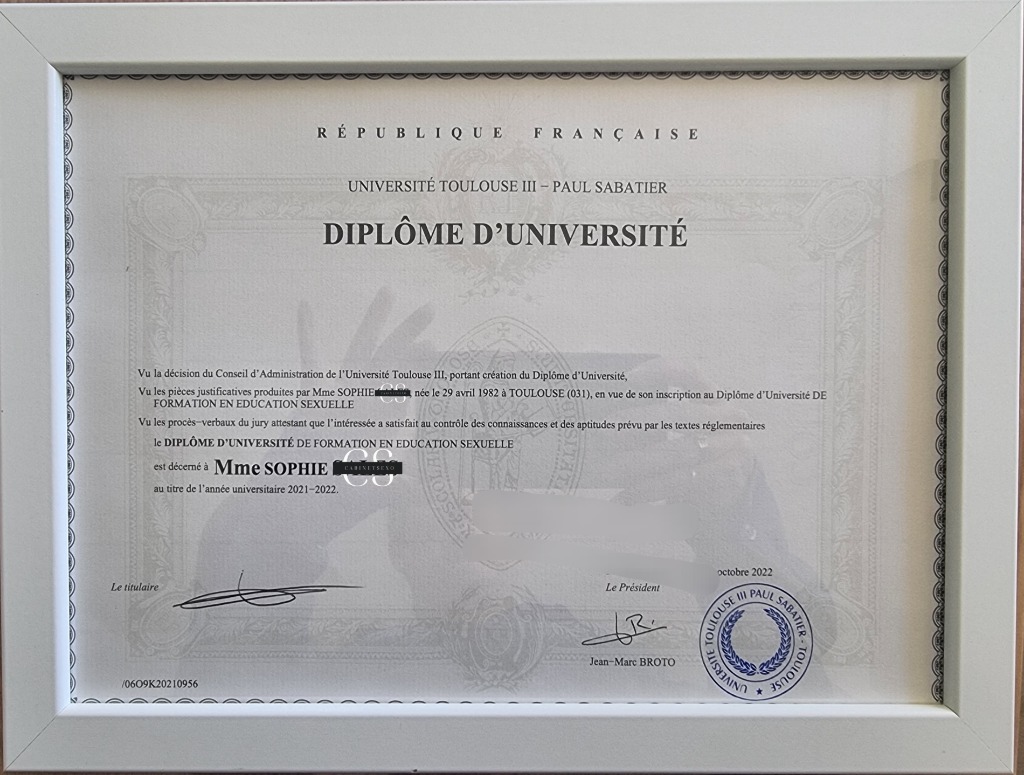 RÉPUBLIQUE FRANÇAISE
UNIVERSITÉ TOULOUSE III − PAUL SABATIER
DIPLÔME D'UNIVERSITÉ
Vu la décision du Conseil d'Administration de l'Université Toulouse III, portant création du Diplôme d'Université,
Vu les pièces justificatives produites par Mme SOPHIE CS, née le 29 avril 1982 à TOULOUSE (031), en vue de son inscription au Diplôme d'Université DE
FORMATION EN EDUCATION SEXUELLE
Vu les procès−verbaux du jury attestant que l'intéressée a satisfait au contrôle des connaissances et des aptitudes prévu par les textes réglementaires
le DIPLÔME D'UNIVERSITÉ DE FORMATION EN EDUCATION SEXUELLE
est décerné à Mme SOPHIE CS CABINETSEXO
au titre de l'année universitaire 2021−2022.
octobre 2022
Le titulaire
Le Président
Jean−Marc BROTO
UNIVERSITE TOULOUSE III PAUL SABATIER - TOULOUSE
/06O9K20210956